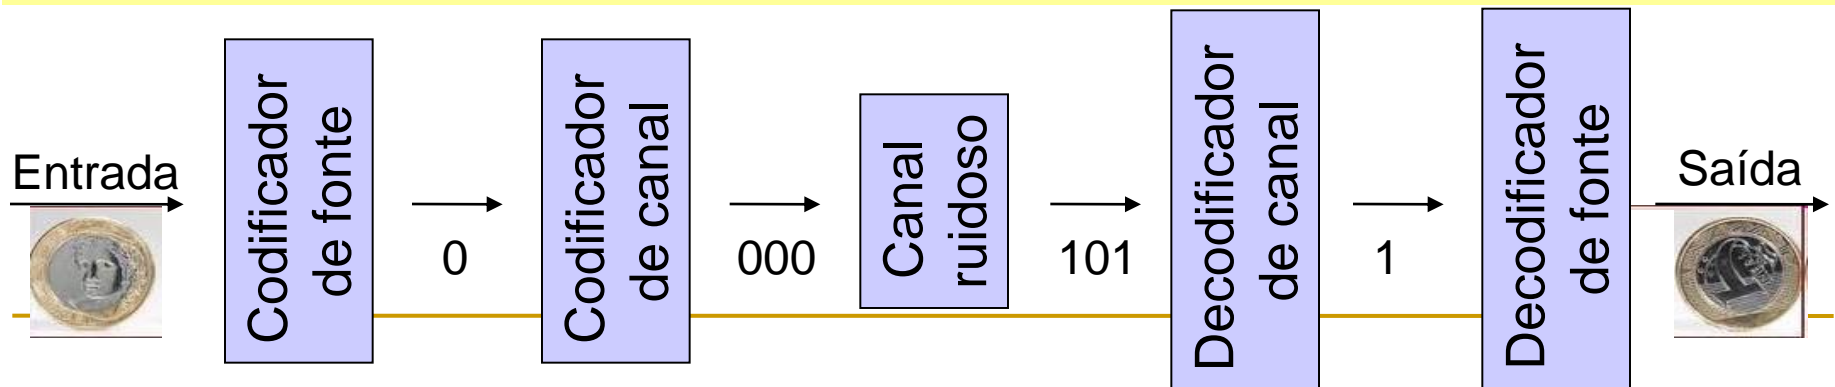 Entrada
Codificador
de fonte
0
Codificador
de canal
000
Canal
ruidoso
101
Decodificador
de canal
1
Decodificador
de fonte
Saída